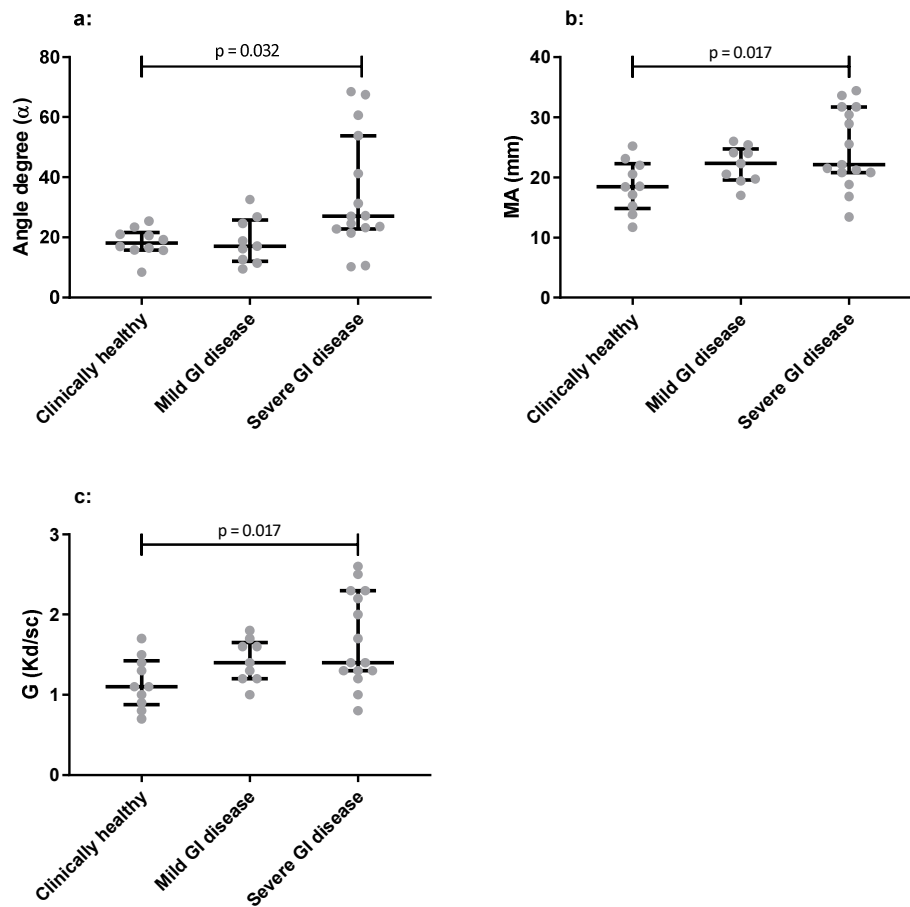 a:
p = 0.032
80
60
40
20
0
Angle degree (α)
Clinically healthy
Mild GI disease
Severe GI disease
b:
p = 0.017
40
30
20
10
0
MA (mm)
Clinically healthy
Mild GI disease
Severe GI disease
c:
p = 0.017
3
2
1
0
G (Kd/sc)
Clinically healthy
Mild GI disease
Severe GI disease